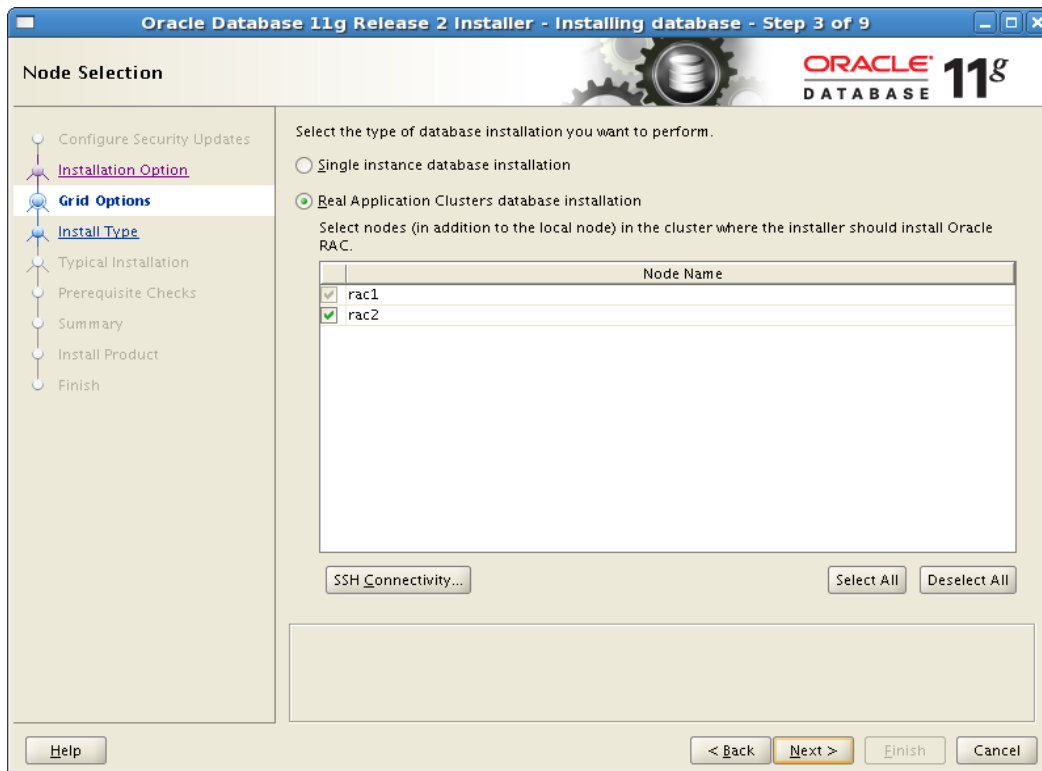 Oracle Database 11g Release 2 Installer - Installing database - Step 3 of 9
Node Selection
ORACLE
DATABASE
11g
Configure Security Updates
Installation Option
Grid Options
Install Type
Typical Installation
Prerequisite Checks
Summary
Install Product
Finish
Select the type of database installation you want to perform.
Single instance database installation
Real Application Clusters database installation
Select nodes (in addition to the local node) in the cluster where the installer should install Oracle
RAC.
Node Name
rac1
rac2
SSH Connectivity...
Select All
Deselect All
Help
< Back
Next >
Finish
Cancel